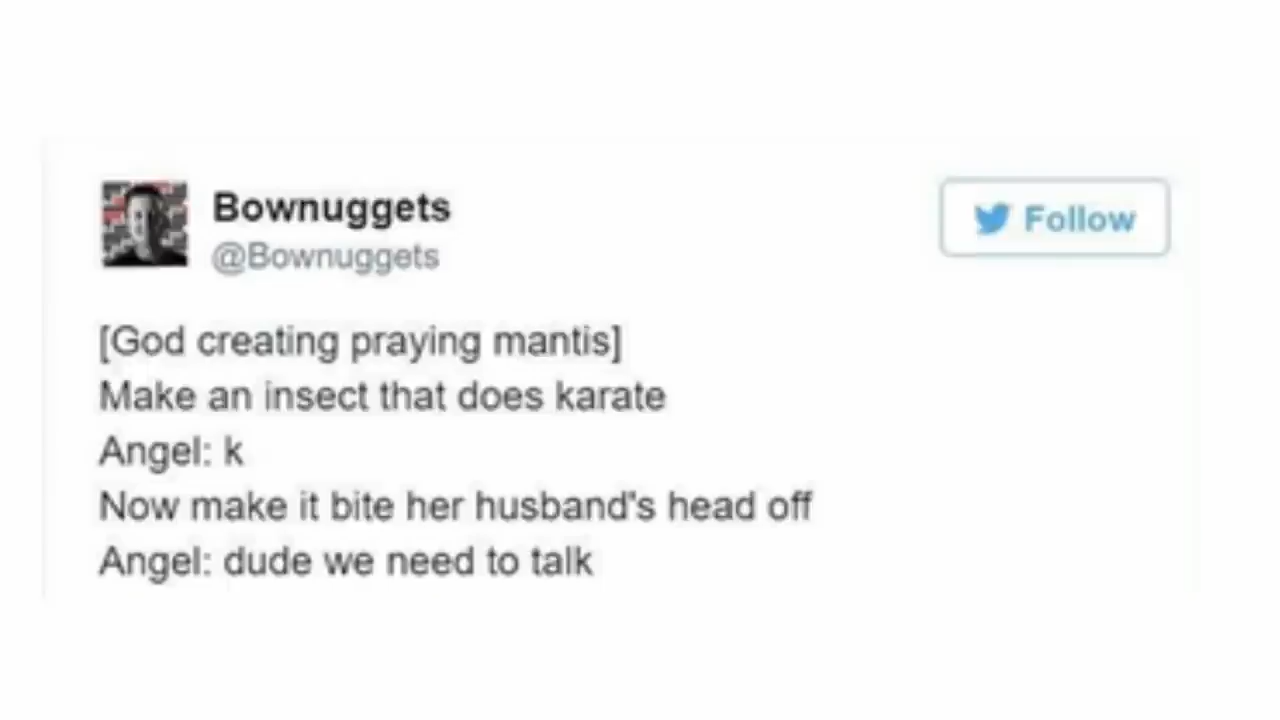 Bownuggets
Follow
@Bownuggets
[God creating praying mantis]
Make an insect that does karate
Angel: k
Now make it bite her husband's head off
Angel: dude we need to talk